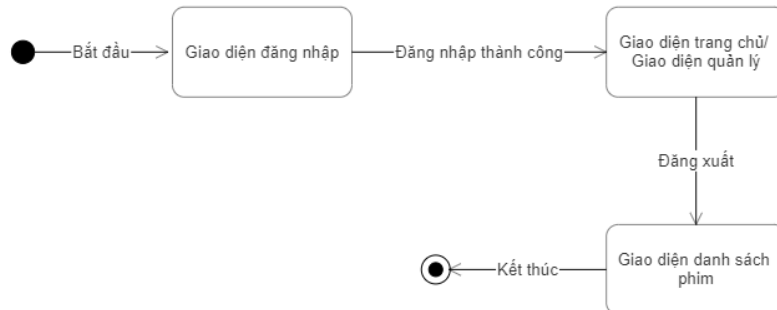 Bắt đầu
Giao diện đăng nhập
Đăng nhập thành công
Giao diện trang chủ/
Giao diện quản lý
Đăng xuất
Giao diện danh sách
phim
Kết thúc